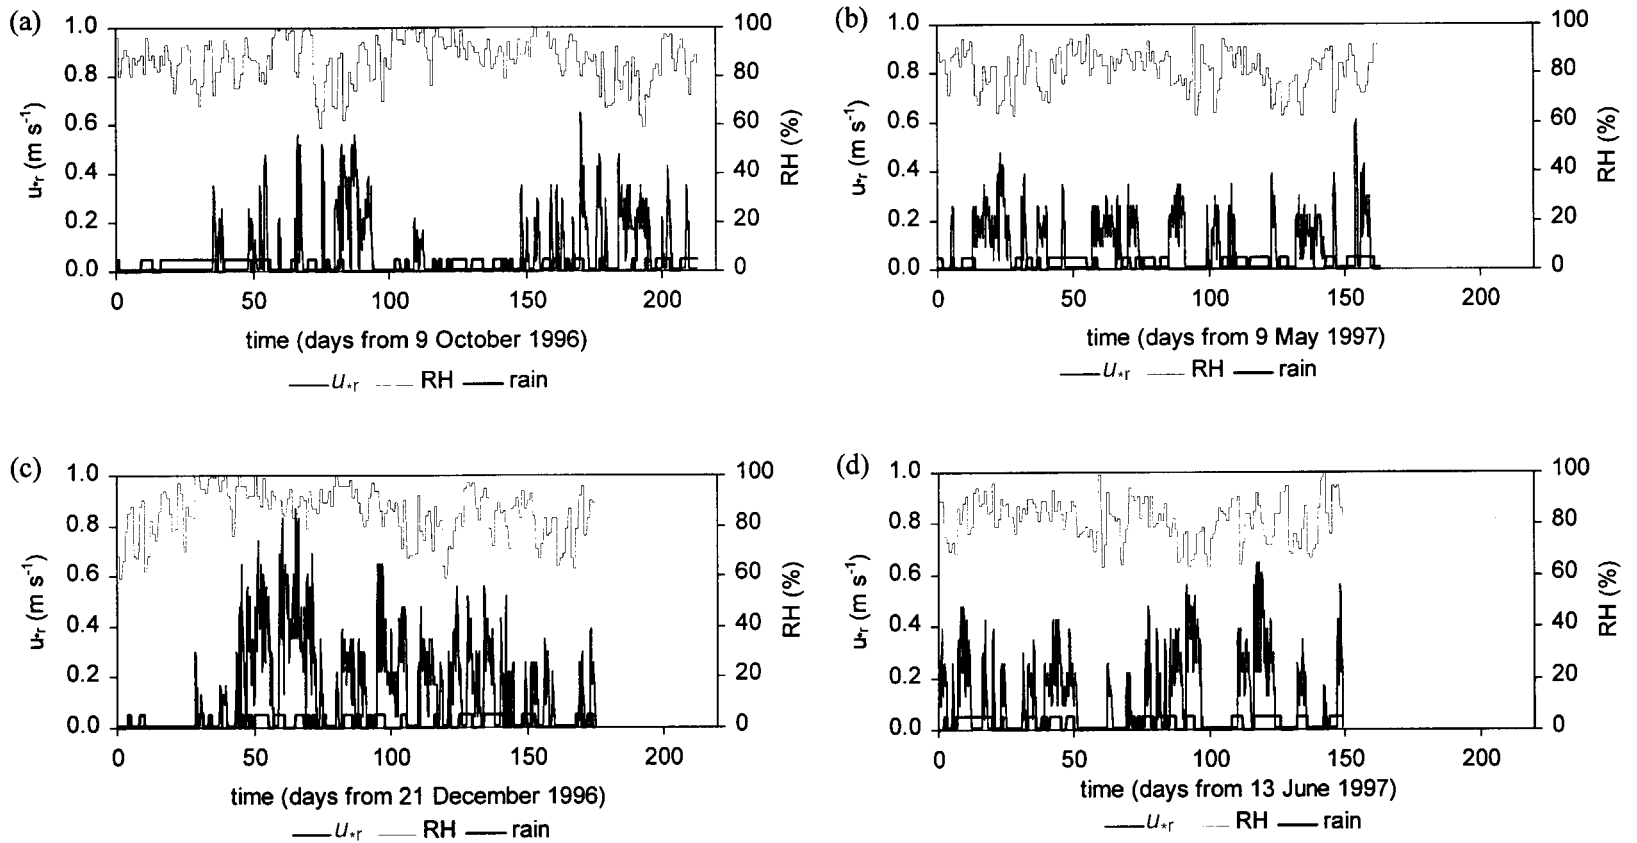 (a)
1.0
0.8
0.6
0.4
0.2
0.0
u*r (m s-1)
100
80
60
40
20
0
RH (%)
0 50 100 150 200
time (days from 9 October 1996)
u*r RH rain
(b)
1.0
0.8
0.6
0.4
0.2
0.0
u*r (m s-1)
100
80
60
40
20
0
RH (%)
0 50 100 150 200
time (days from 9 May 1997)
u*r RH rain
(c)
1.0
0.8
0.6
0.4
0.2
0.0
u*r (m s-1)
100
80
60
40
20
0
RH (%)
0 50 100 150 200
time (days from 21 December 1996)
u*r RH rain
(d)
1.0
0.8
0.6
0.4
0.2
0.0
u*r (m s-1)
100
80
60
40
20
0
RH (%)
0 50 100 150 200
time (days from 13 June 1997)
u*r RH rain